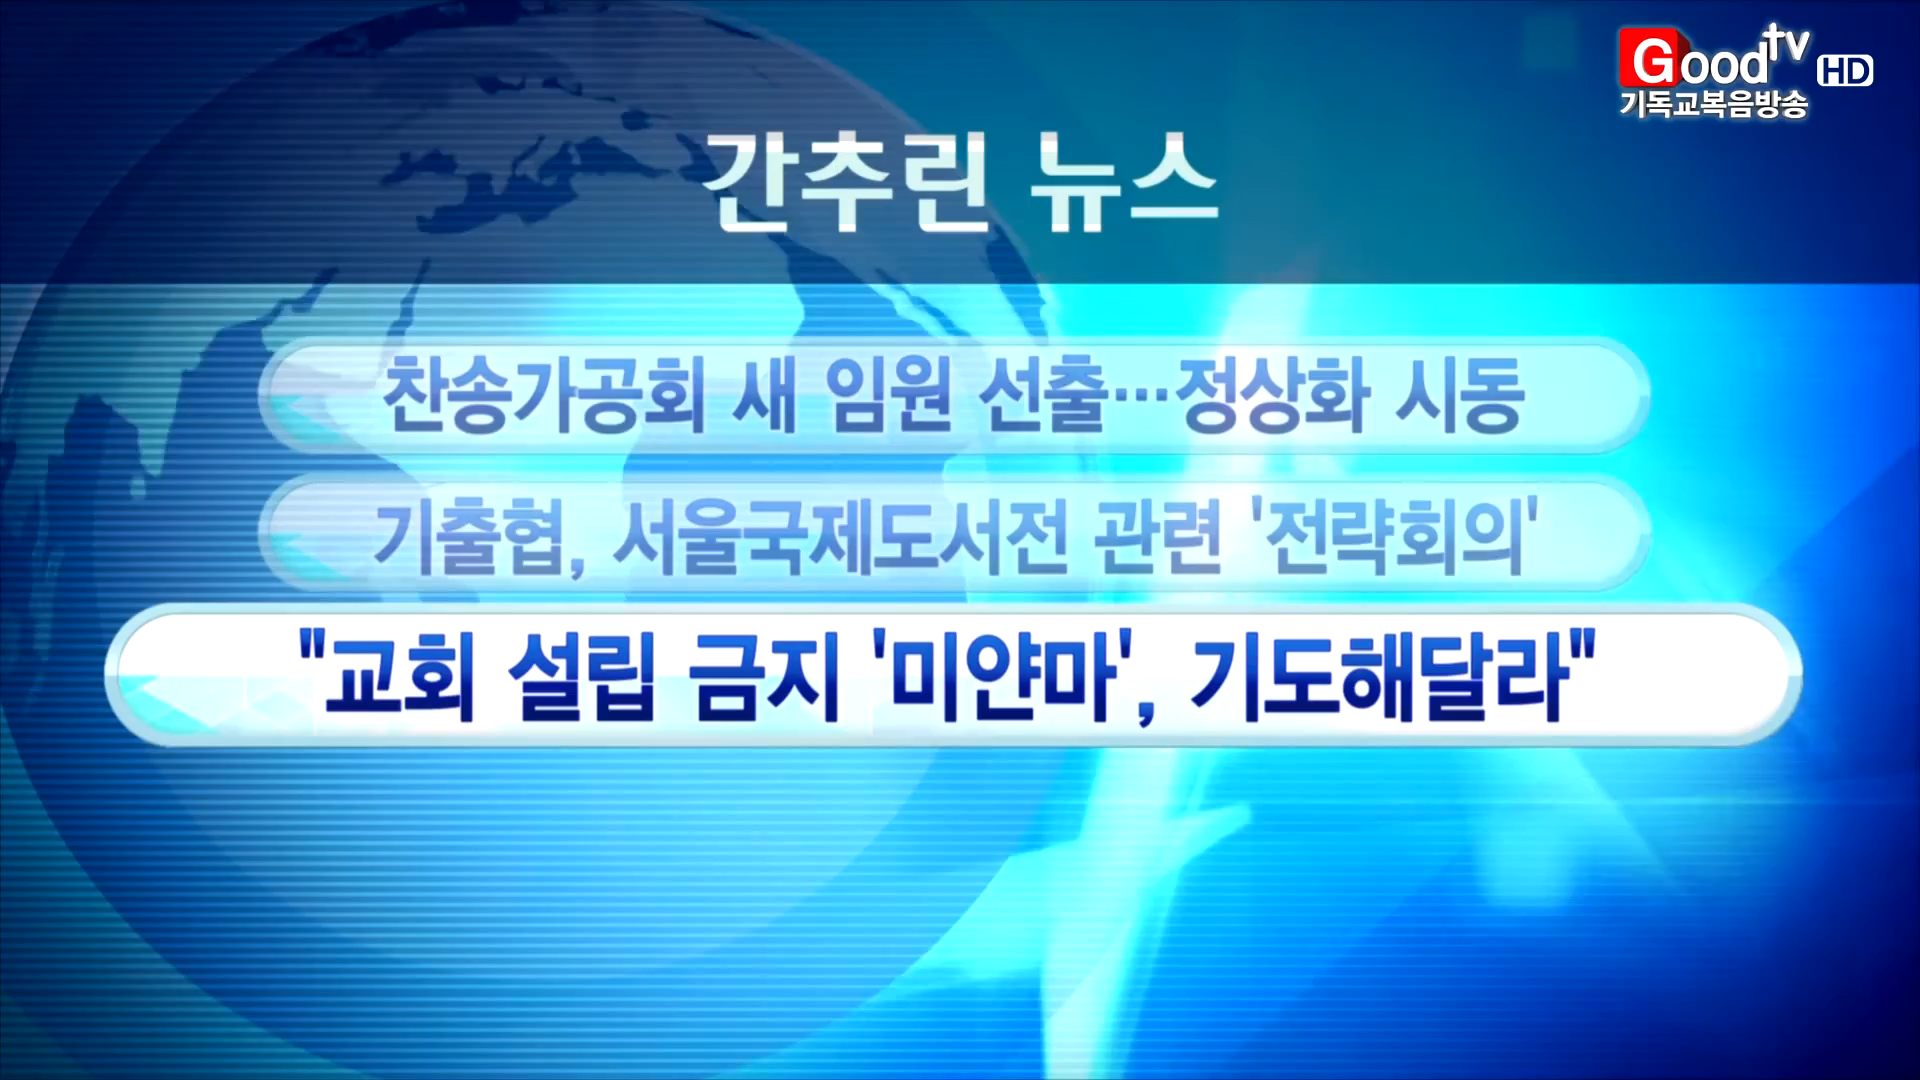 Goodtv HD
기독교복음방송
간추린 뉴스
찬송가공회 새 임원 선출…정상화 시동
기출협, 서울국제도서전 관련 '전략회의'
"교회 설립 금지 '미얀마', 기도해달라"